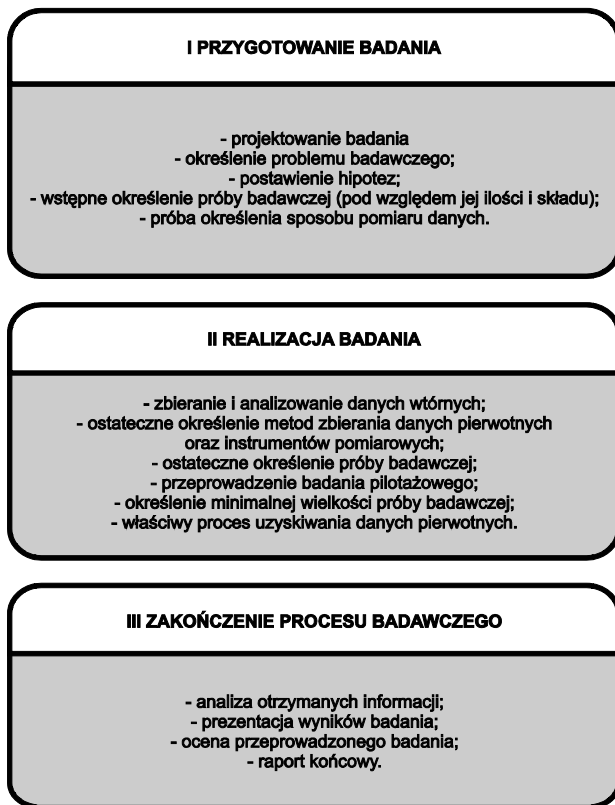 I PRZYGOTOWANIE BADANIA
- projektowanie badania
- określenie problemu badawczego;
- postawienie hipotez;
- wstępne określenie próby badawczej (pod względem jej ilości i składu);
- próba określenia sposobu pomiaru danych.
II REALIZACJA BADANIA
- zbieranie i analizowanie danych wtórnych;
- ostateczne określenie metod zbierania danych pierwotnych
oraz instrumentów pomiarowych;
- ostateczne określenie próby badawczej;
- przeprowadzenie badania pilotażowego;
- określenie minimalnej wielkości próby badawczej;
- właściwy proces uzyskiwania danych pierwotnych.
III ZAKOŃCZENIE PROCESU BADAWCZEGO
- analiza otrzymanych informacji;
- prezentacja wyników badania;
- ocena przeprowadzonego badania;
- raport końcowy.